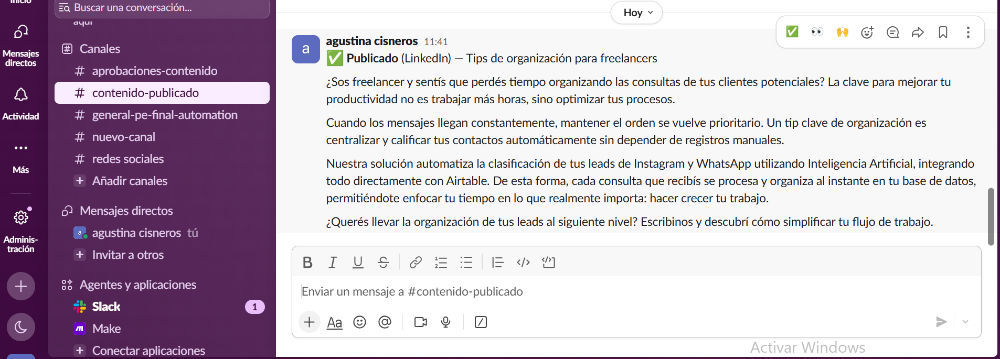 Inicio
Mensajes
directos
Actividad
Más
Adminis-
tración
Buscar una conversación...
aquí
Canales
# aprobaciones-contenido
# contenido-publicado
# general-pe-final-automation
# nuevo-canal
# redes sociales
+ Añadir canales
Mensajes directos
a agustina cisneros tú
+ Invitar a otros
Agentes y aplicaciones
Slack 1
Make
+ Conectar aplicaciones
Hoy
a
agustina cisneros 11:41
✅ Publicado (LinkedIn) — Tips de organización para freelancers
¿Sos freelancer y sentís que perdés tiempo organizando las consultas de tus clientes potenciales? La clave para mejorar tu
productividad no es trabajar más horas, sino optimizar tus procesos.
Cuando los mensajes llegan constantemente, mantener el orden se vuelve prioritario. Un tip clave de organización es
centralizar y calificar tus contactos automáticamente sin depender de registros manuales.
Nuestra solución automatiza la clasificación de tus leads de Instagram y WhatsApp utilizando Inteligencia Artificial, integrando
todo directamente con Airtable. De esta forma, cada consulta que recibís se procesa y organiza al instante en tu base de datos,
permitiéndote enfocar tu tiempo en lo que realmente importa: hacer crecer tu trabajo.
¿Querés llevar la organización de tus leads al siguiente nivel? Escribinos y descubrí cómo simplificar tu flujo de trabajo.
B I U S
Enviar un mensaje a #contenido-publicado
+ Aa @
Activar Windows